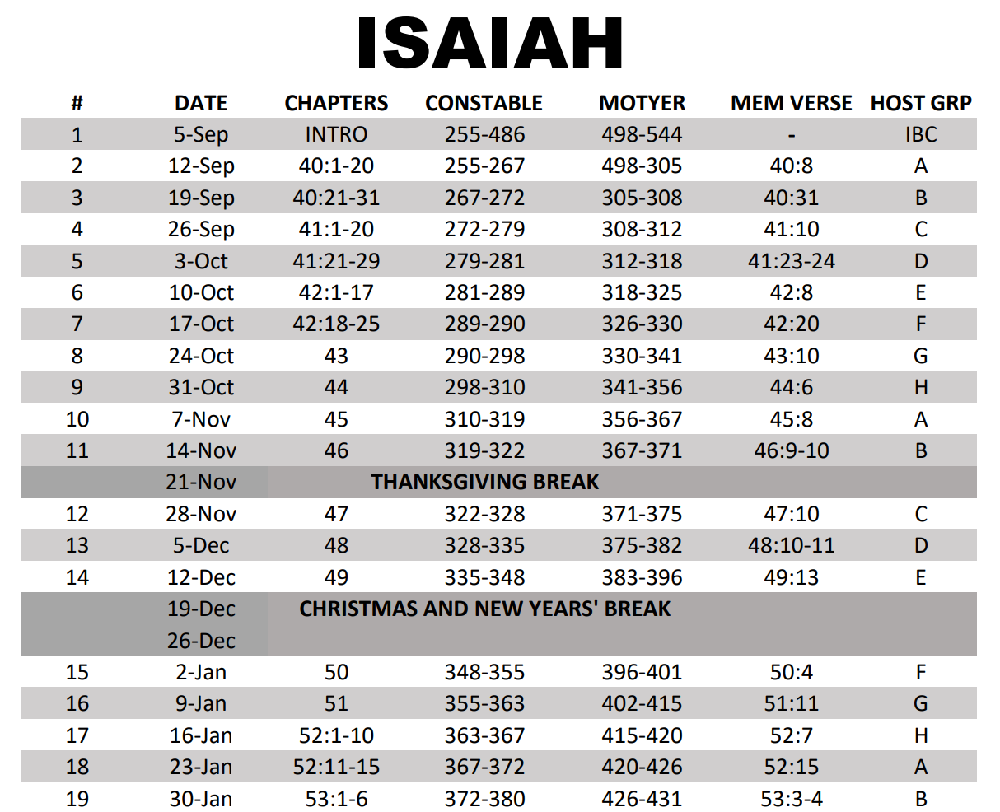 ISAIAH
# DATE CHAPTERS CONSTABLE MOTYER MEM VERSE HOST GRP
1 5-Sep INTRO 255-486 498-544 - IBC
2 12-Sep 40:1-20 255-267 498-305 40:8 A
3 19-Sep 40:21-31 267-272 305-308 40:31 B
4 26-Sep 41:1-20 272-279 308-312 41:10 C
5 3-Oct 41:21-29 279-281 312-318 41:23-24 D
6 10-Oct 42:1-17 281-289 318-325 42:8 E
7 17-Oct 42:18-25 289-290 326-330 42:20 F
8 24-Oct 43 290-298 330-341 43:10 G
9 31-Oct 44 298-310 341-356 44:6 H
10 7-Nov 45 310-319 356-367 45:8 A
11 14-Nov 46 319-322 367-371 46:9-10 B
21-Nov THANKSGIVING BREAK
12 28-Nov 47 322-328 371-375 47:10 C
13 5-Dec 48 328-335 375-382 48:10-11 D
14 12-Dec 49 335-348 383-396 49:13 E
19-Dec CHRISTMAS AND NEW YEARS' BREAK
26-Dec
15 2-Jan 50 348-355 396-401 50:4 F
16 9-Jan 51 355-363 402-415 51:11 G
17 16-Jan 52:1-10 363-367 415-420 52:7 H
18 23-Jan 52:11-15 367-372 420-426 52:15 A
19 30-Jan 53:1-6 372-380 426-431 53:3-4 B